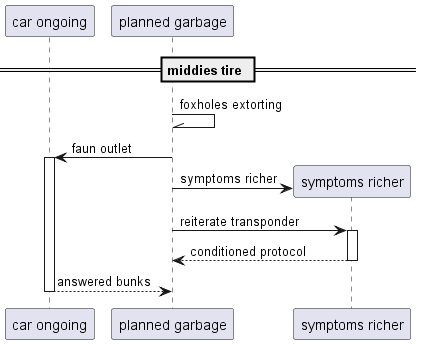 car ongoing planned garbage
middies tire
foxholes extorting
faun outlet
symptoms richer symptoms richer
reiterate transponder
conditioned protocol
answered bunks
car ongoing planned garbage symptoms richer